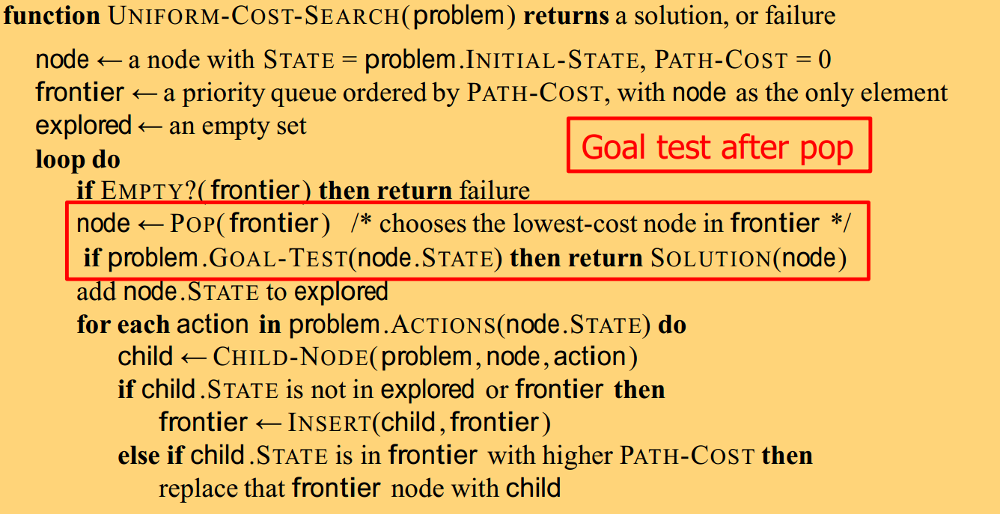 function UNIFORM-COST-SEARCH(problem) returns a solution, or failure
node ← a node with STATE = problem.INITIAL-STATE, PATH-COST = 0
frontier ← a priority queue ordered by PATH-COST, with node as the only element
explored ← an empty set
loop do
Goal test after pop
if EMPTY?(frontier) then return failure
node ← POP(frontier) /* chooses the lowest-cost node in frontier */
if problem.GOAL-TEST(node.STATE) then return SOLUTION(node)
add node.STATE to explored
for each action in problem.ACTIONS(node.STATE) do
child ← CHILD-NODE(problem, node, action)
if child.STATE is not in explored or frontier then
frontier ← INSERT(child, frontier)
else if child.STATE is in frontier with higher PATH-COST then
replace that frontier node with child